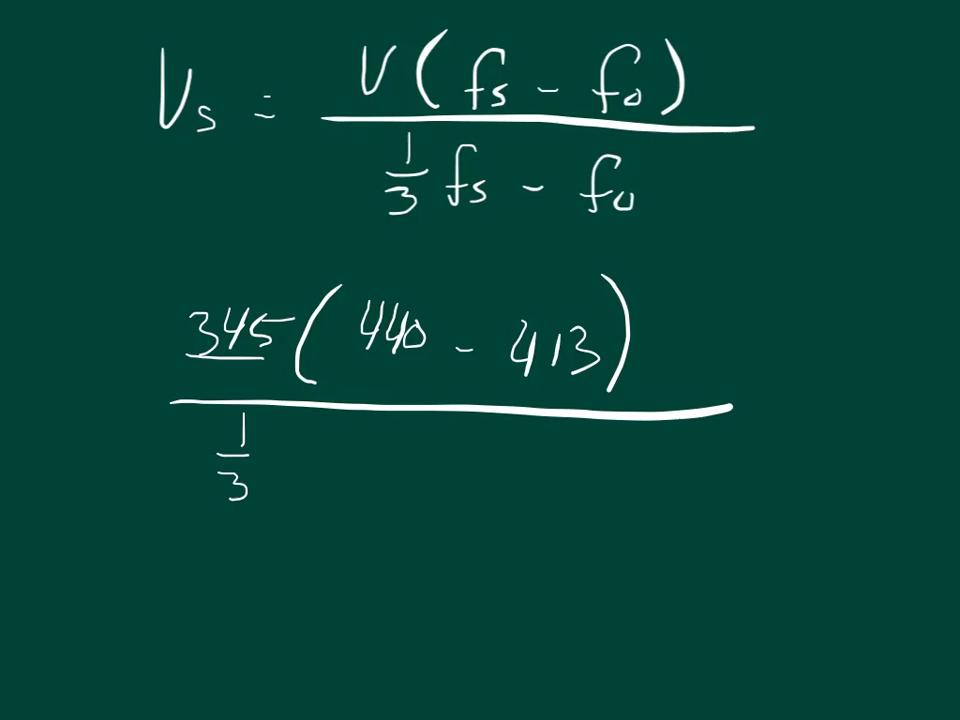 Vs = V(fs - fo)
1/3 fs - fo
345(440 - 413)
1/3